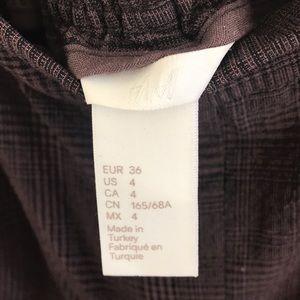 EUR 36
US 4
CA 4
CN 165/68A
MX 4
Made in
Turkey
Fabriqué en
Turquie